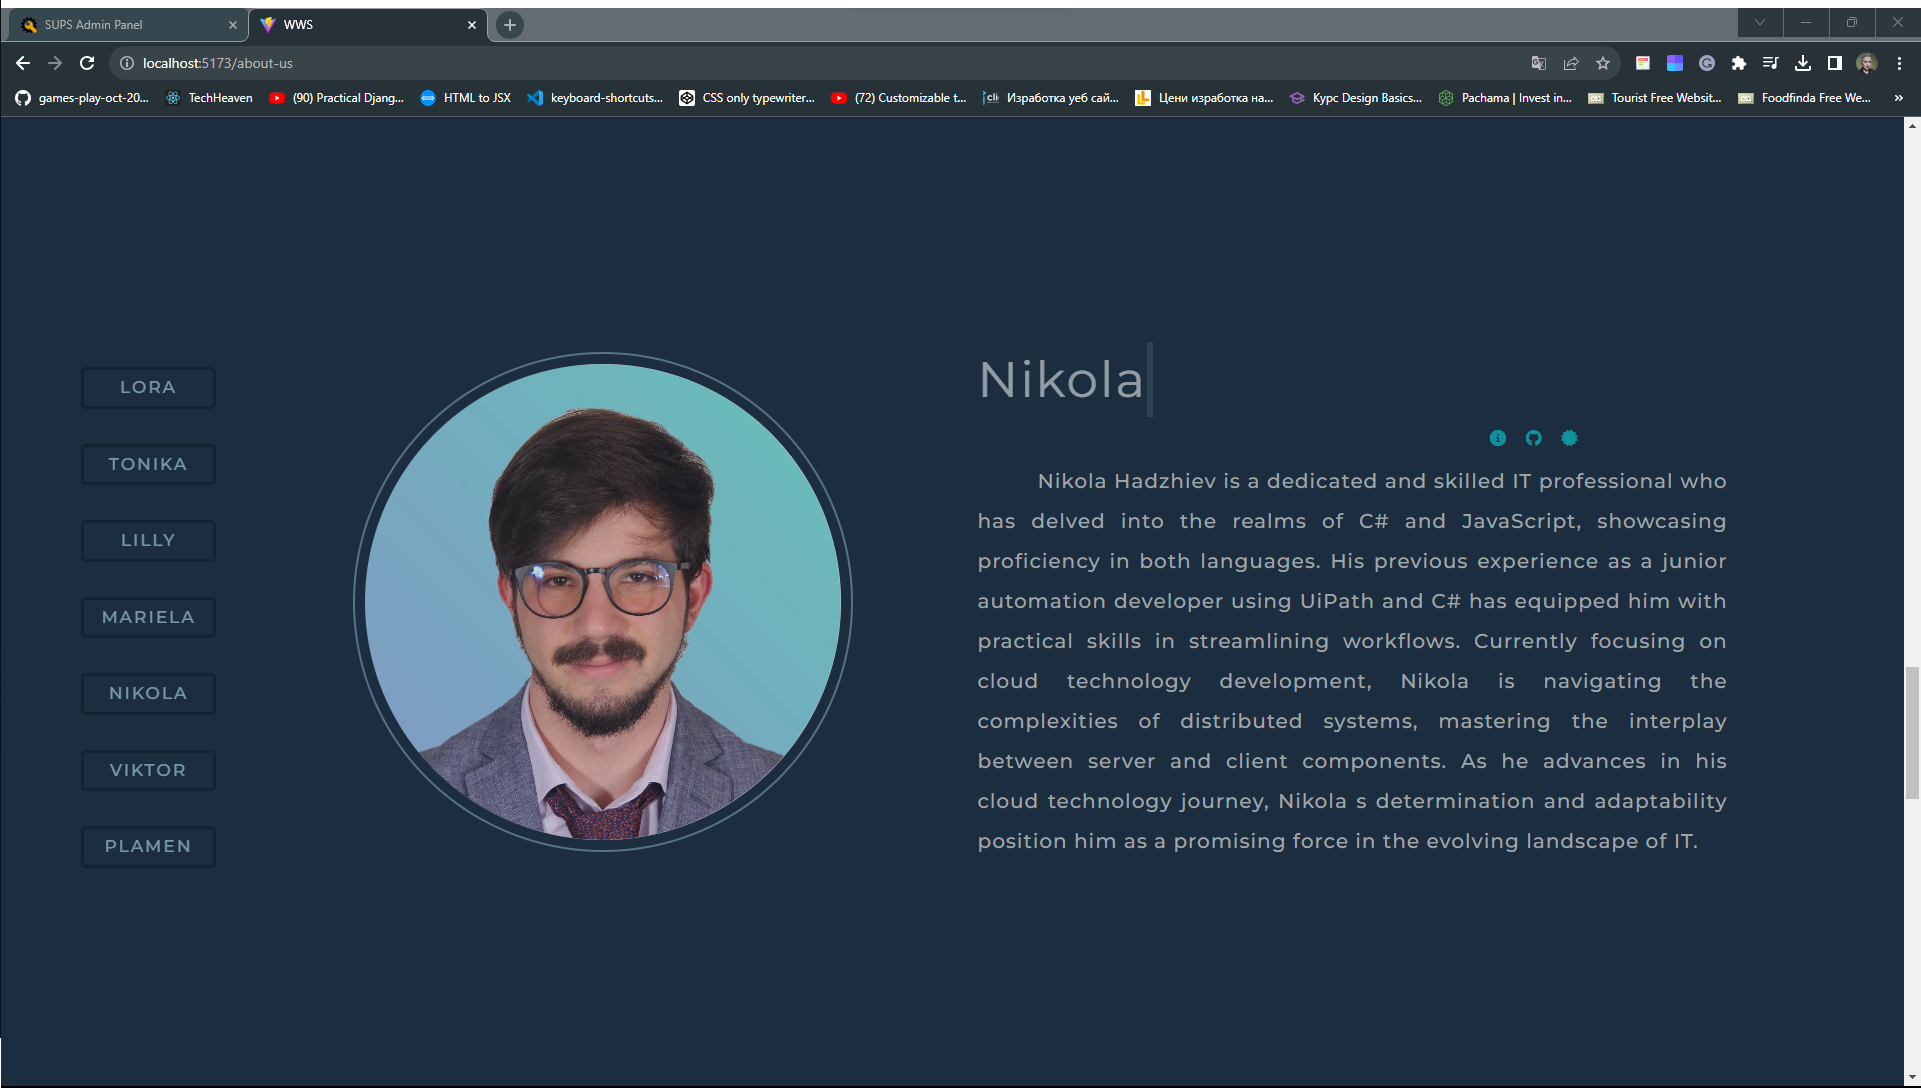 SUPS Admin Panel
WWS
localhost:5173/about-us
games-play-oct-20...
TechHeaven
(90) Practical Djang...
HTML to JSX
keyboard-shortcuts...
CSS only typewriter...
(72) Customizable t...
Изработка уеб сай...
Цени изработка на...
Курс Design Basics...
Pachama | Invest in...
Tourist Free Websit...
Foodfinda Free We...
»
LORA
TONIKA
LILLY
MARIELA
NIKOLA
VIKTOR
PLAMEN
Nikola
Nikola Hadzhiev is a dedicated and skilled IT professional who
has delved into the realms of C# and JavaScript, showcasing
proficiency in both languages. His previous experience as a junior
automation developer using UiPath and C# has equipped him with
practical skills in streamlining workflows. Currently focusing on
cloud technology development, Nikola is navigating the
complexities of distributed systems, mastering the interplay
between server and client components. As he advances in his
cloud technology journey, Nikola s determination and adaptability
position him as a promising force in the evolving landscape of IT.